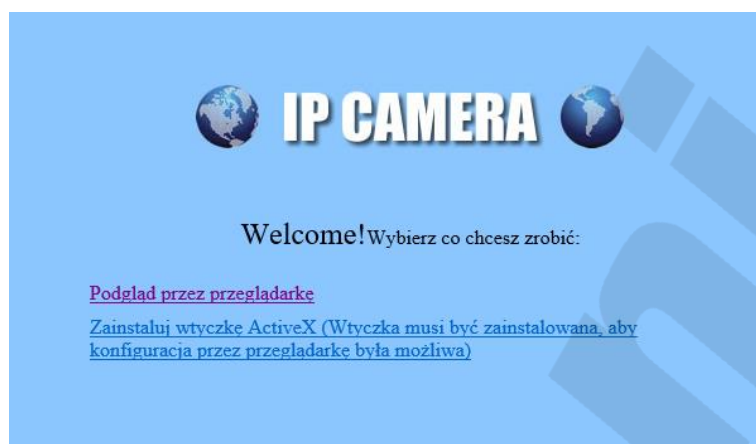 IP CAMERA
Welcome! Wybierz co chcesz zrobić:
Podgląd przez przeglądarkę
Zainstaluj wtyczkę ActiveX (Wtyczka musi być zainstalowana, aby
konfiguracja przez przeglądarkę była możliwa)